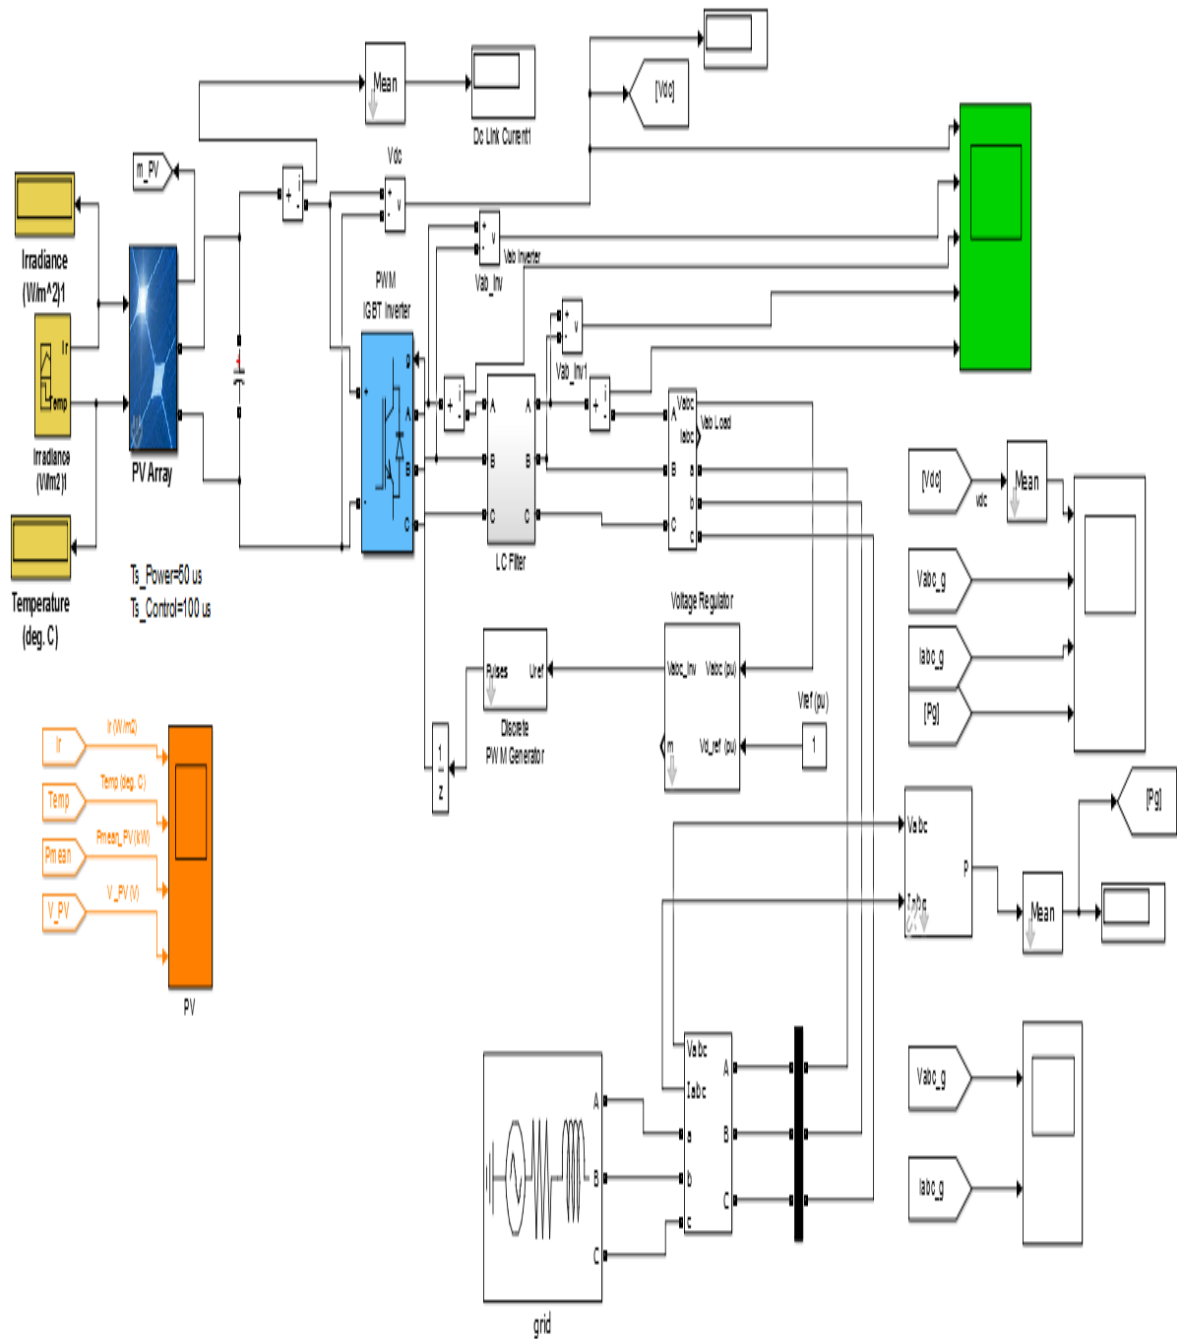 Mean
Dc Link Current1
[Vdc]
Vdc
m_PV
i
+
-
+
-
v
Irradiance
(W/m^2)1
PV Array
Ir
Temp
Irradiance
(W/m2)1
Temperature
(deg. C)
Ts_Power=50 us
Ts_Control=100 us
PWM
IGBT Inverter
g
+
-
A
B
C
+
-
v
Vab Inverter
Vab_Inv
+
-
v
Vab_Inv1
i
+
-
A
B
C
A
B
C
LC Filter
i
+
-
A
B
C
Vabc
Iabc
a
b
c
Vab Load
[Vdc]
vdc
Mean
Vabc_g
Iabc_g
[Pg]
Voltage Regulator
Vabc_Inv
Vabc (pu)
m
Vd_ref (pu)
Vref (pu)
1
Pulses
Uref
Discrete
PWM Generator
1
z
Ir
Ir (W/m2)
Temp
Temp (deg. C)
Pmean
Pmean_PV (kW)
V_PV
V_PV (V)
PV
Vabc
Iabc
P
Mean
[Pg]
Vabc
Iabc
A
B
C
a
b
c
A
B
C
grid
Vabc_g
Iabc_g